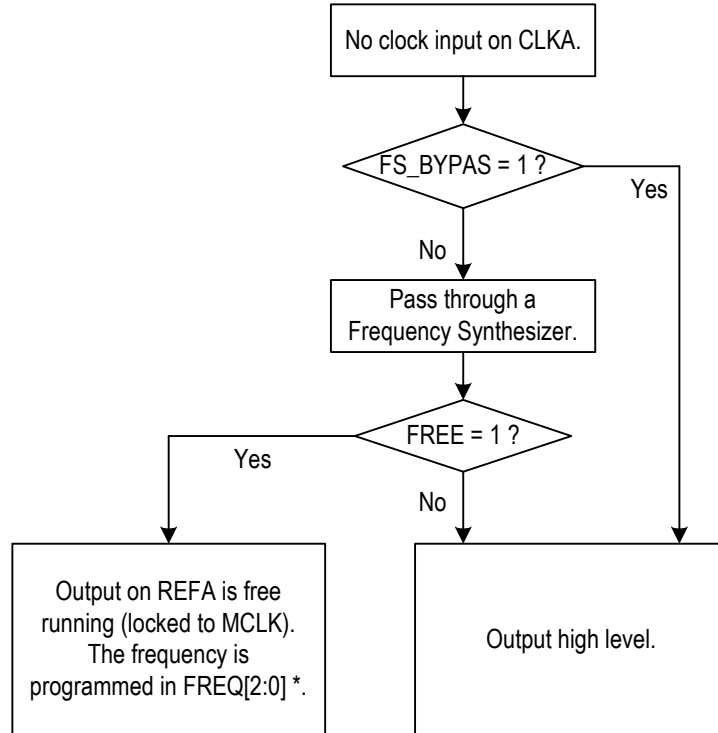 No clock input on CLKA.
FS_BYPAS = 1 ?
Yes
No
Pass through a
Frequency Synthesizer.
FREE = 1 ?
Yes
No
Output on REFA is free
running (locked to MCLK).
The frequency is
programmed in FREQ[2:0] *.
Output high level.